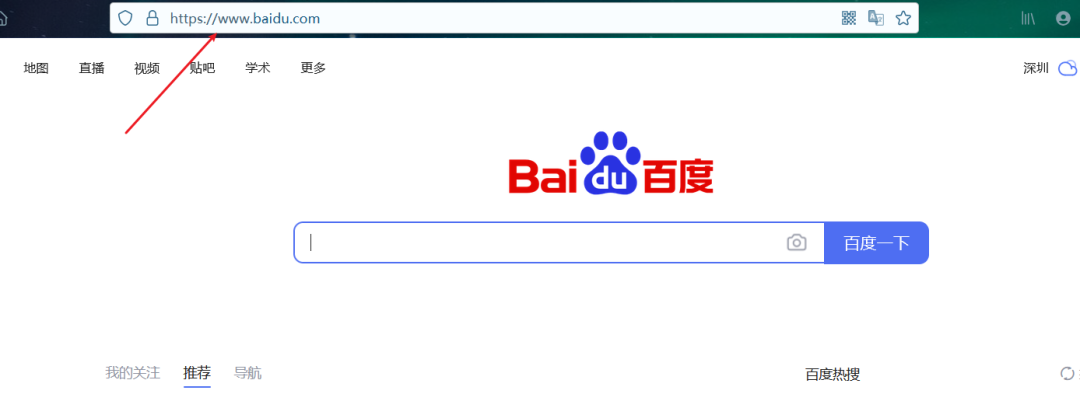 https://www.baidu.com
地图 直播 视频 贴吧 学术 更多 深圳
Bai du 百度
百度一下
我的关注 推荐 导航 百度热搜